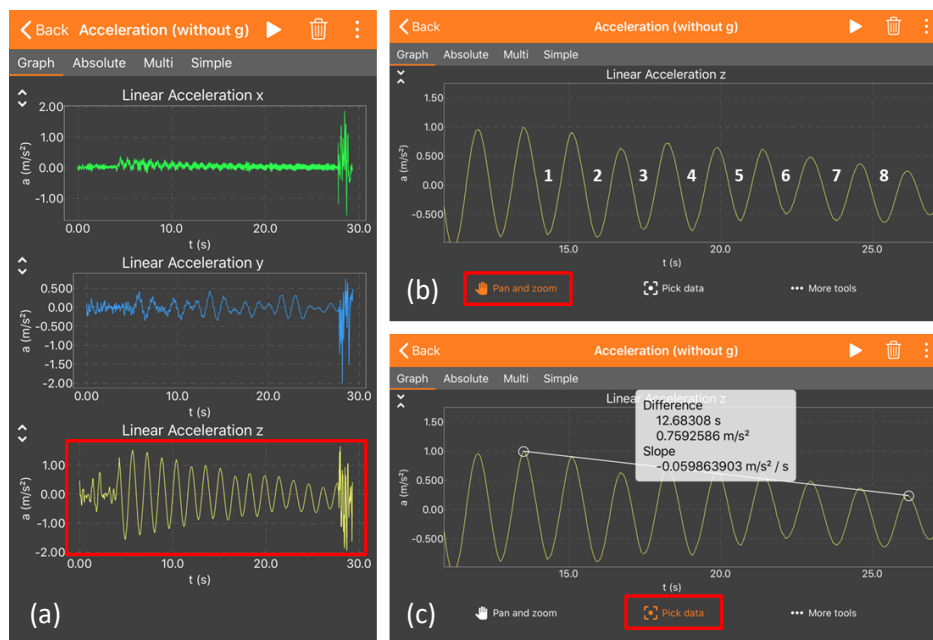 Back Acceleration (without g)
Graph Absolute Multi Simple
Linear Acceleration x
2.00
1.00
0.00
-1.00
a (m/s²)
0.00 10.0 20.0 30.0
t (s)
Linear Acceleration y
0.500
0.00
-0.500
-1.00
-1.50
-2.00
a (m/s²)
0.00 10.0 20.0 30.0
t (s)
Linear Acceleration z
1.00
0.00
-1.00
-2.00
a (m/s²)
0.00 10.0 20.0 30.0
t (s)
(a)
Back Acceleration (without g)
Graph Absolute Multi Simple
Linear Acceleration z
1.50
1.00
0.500
0.00
-0.500
a (m/s²)
1 2 3 4 5 6 7 8
15.0 20.0 25.0
t (s)
(b) Pan and zoom Pick data More tools
Back Acceleration (without g)
Graph Absolute Multi Simple
Linear Acceleration z
Difference
12.68308 s
0.7592586 m/s²
Slope
-0.059863903 m/s² / s
1.50
1.00
0.500
0.00
-0.500
a (m/s²)
15.0 20.0 25.0
t (s)
(c) Pan and zoom Pick data More tools